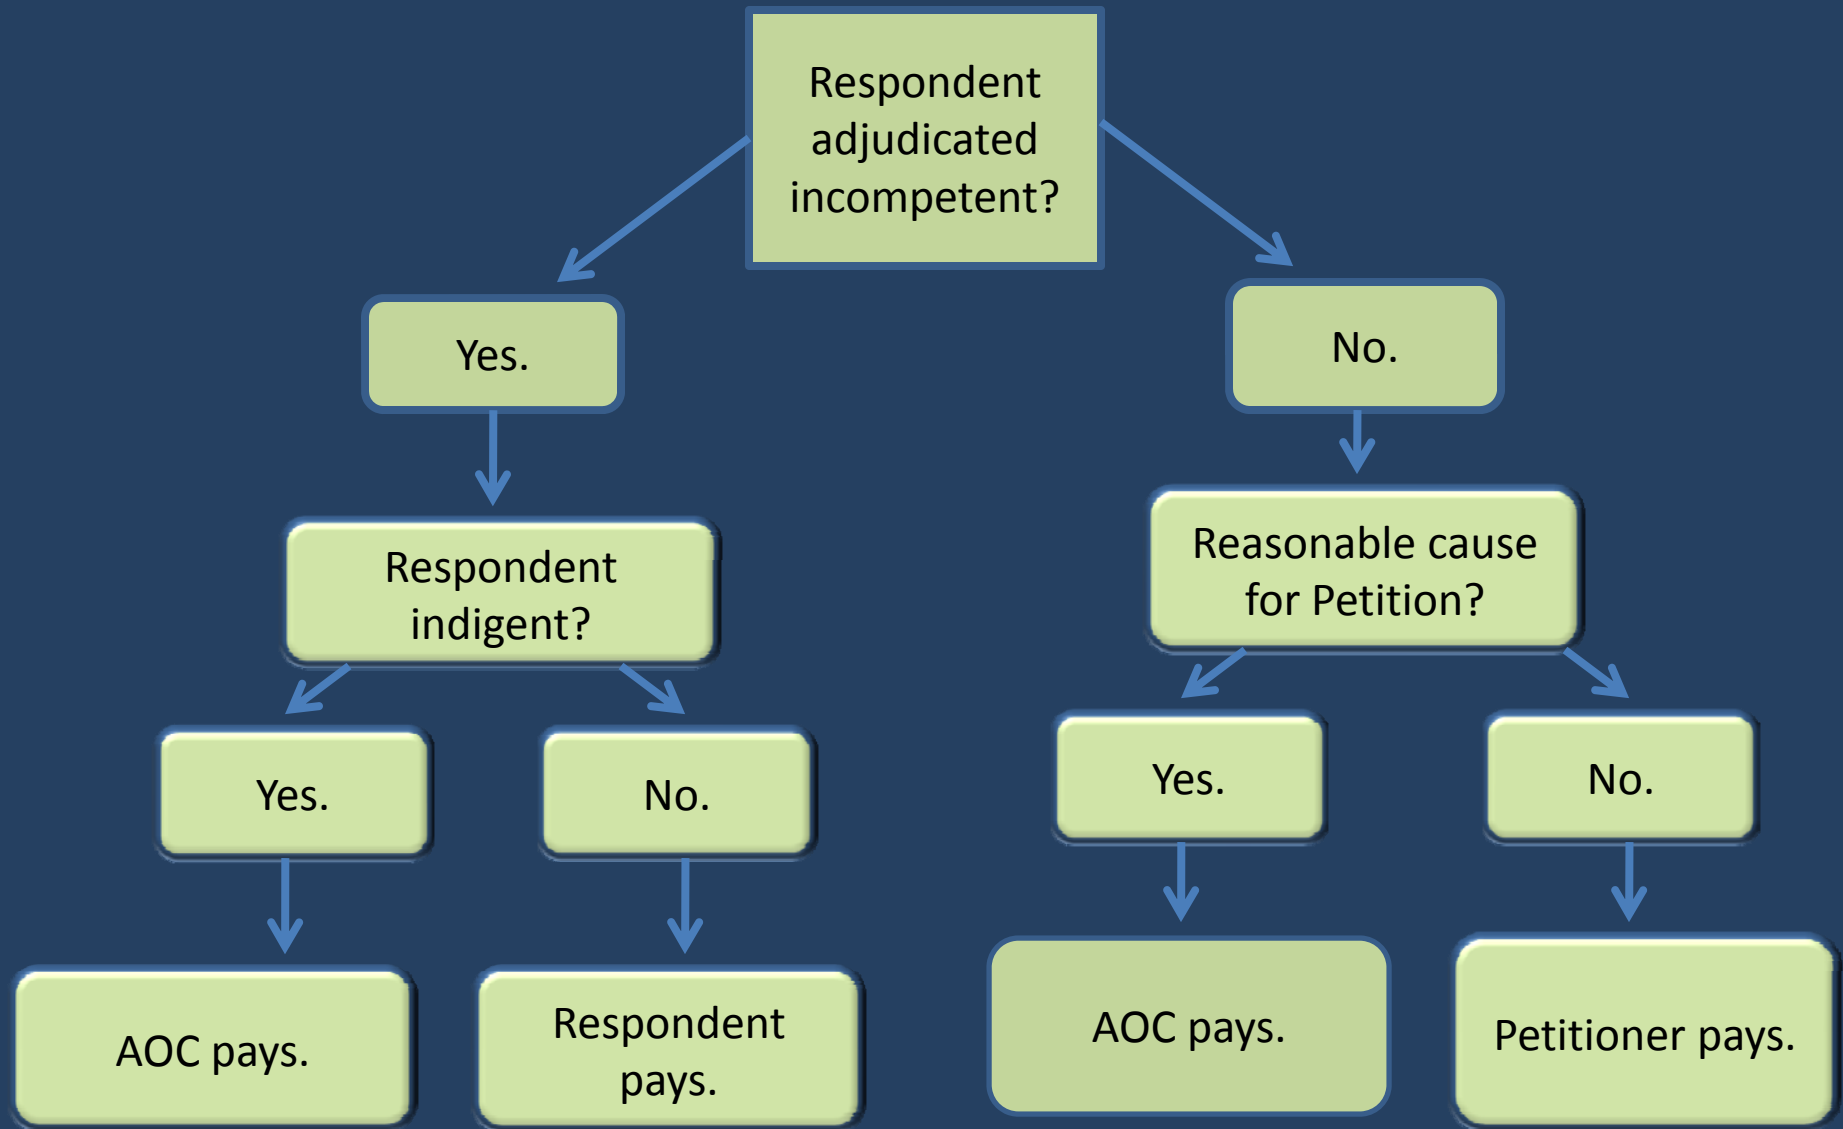 Respondent
adjudicated
incompetent?
Yes.
No.
Respondent
indigent?
Reasonable cause
for Petition?
Yes.
No.
Yes.
No.
AOC pays.
Respondent
pays.
AOC pays.
Petitioner pays.